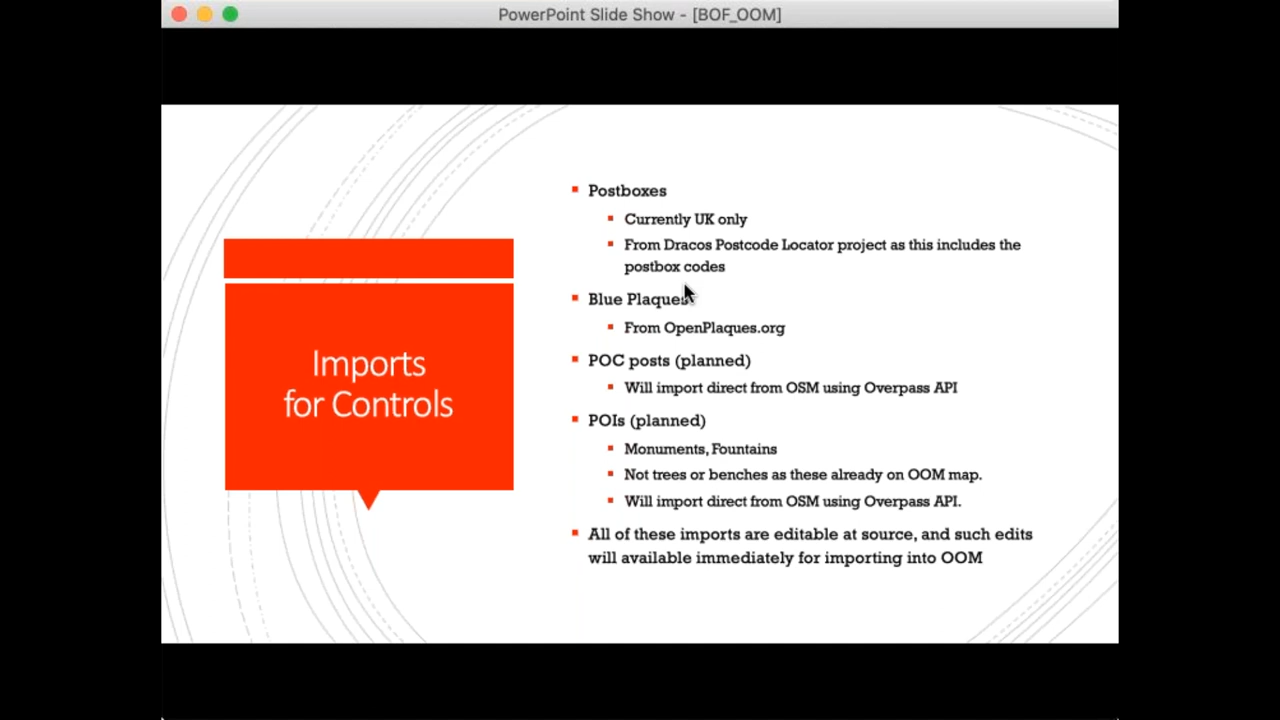 PowerPoint Slide Show - [BOF_OOM]
Imports
for Controls
Postboxes
Currently UK only
From Dracos Postcode Locator project as this includes the
postbox codes
Blue Plaques
From OpenPlaques.org
POC posts (planned)
Will import direct from OSM using Overpass API
POIs (planned)
Monuments, Fountains
Not trees or benches as these already on OOM map.
Will import direct from OSM using Overpass API.
All of these imports are editable at source, and such edits
will available immediately for importing into OOM